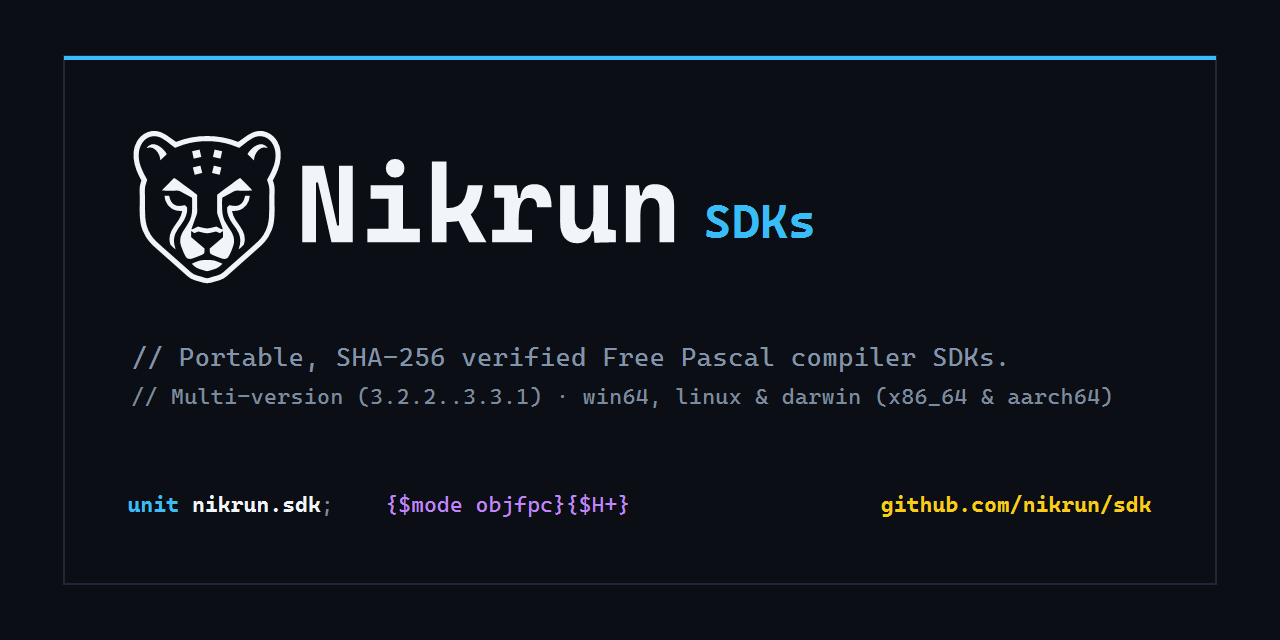 Nikrun SDKs
// Portable, SHA-256 verified Free Pascal compiler SDKs.
// Multi-version (3.2.2..3.3.1) · win64, linux & darwin (x86_64 & aarch64)
unit nikrun.sdk; {$mode objfpc}{$H+} github.com/nikrun/sdk